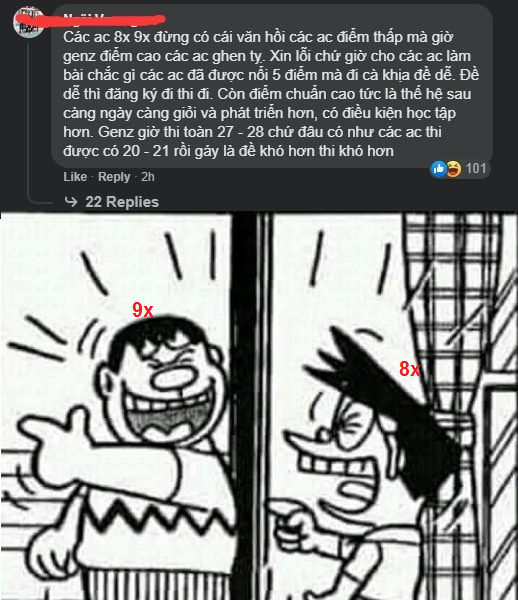 Các ac 8x 9x đừng có cái văn hồi các ac điểm thấp mà giờ
genz điểm cao các ac ghen tỵ. Xin lỗi chứ giờ cho các ac làm
bài chắc gì các ac đã được nổi 5 điểm mà đi cà khịa đề dễ. Đề
dễ thì đăng ký đi thi đi. Còn điểm chuẩn cao tức là thế hệ sau
càng ngày càng giỏi và phát triển hơn, có điều kiện học tập
hơn. Genz giờ thi toàn 27 - 28 chứ đâu có như các ac thi
được có 20 - 21 rồi gáy là đề khó hơn thi khó hơn
101
Like · Reply · 2h
22 Replies
9x
8x